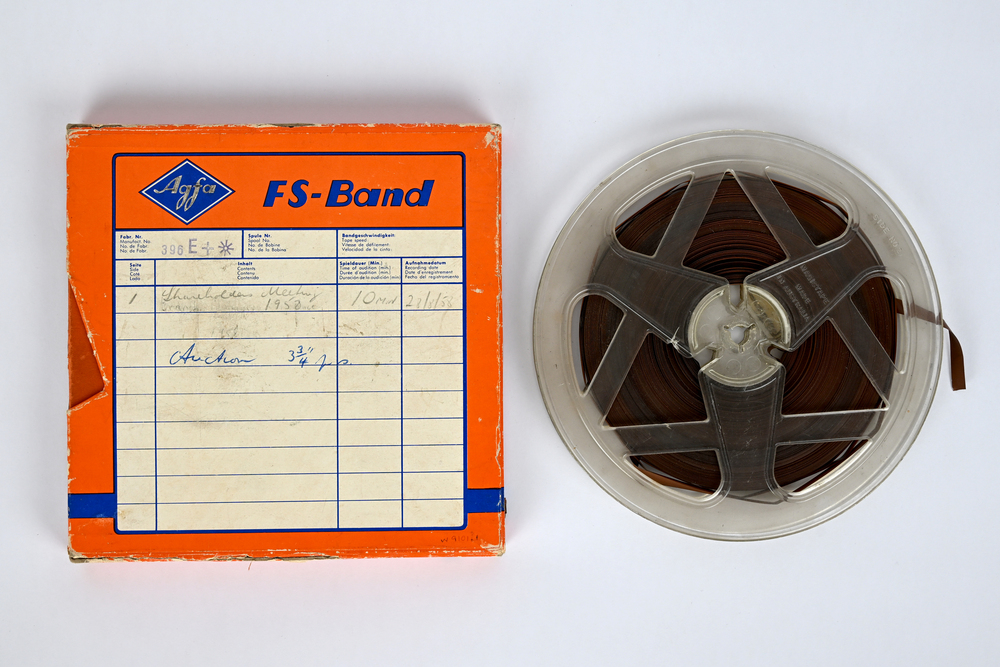 Agfa
FS-Band
Fabr. Nr.
Manufact. No.
No. de Fabr.
No. de Fabr.
396 E
Spule Nr.
Spool No.
No. de Bobine
No. de la Bobina
Bandgeschwindigkeit
Tape speed
Vitesse de défilement
Velocidad de la cinta
Seite
Side
Coté
Lado
Inhalt
Contents
Contenu
Contenido
Spieldauer (Min.)
Time of audition (min.)
Durée d'audition (min.)
Duración de la audición (min.)
Aufnahmedatum
Recording date
Date d'enregistrement
Fecha del registramento
1 Shareholders Meeting 10 Min
1958
Auction 3¾" p.s.